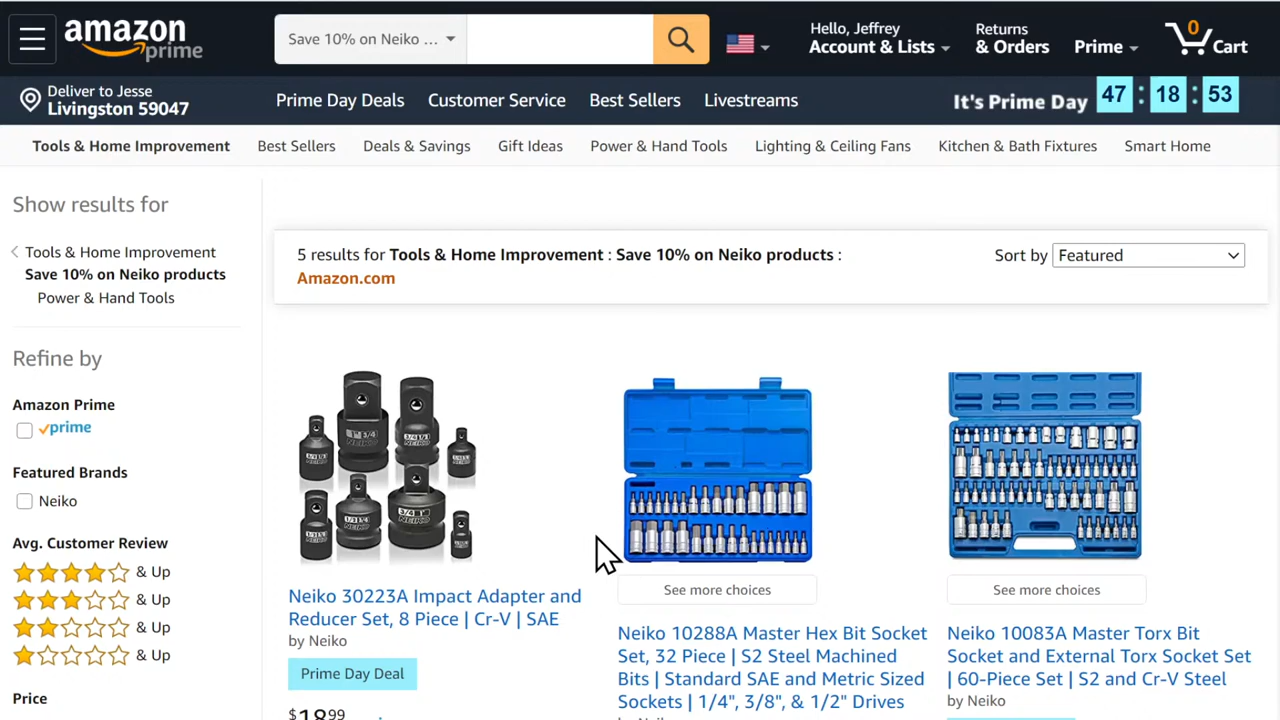 amazon
prime
Save 10% on Neiko ...
Hello, Jeffrey
Account & Lists
Returns
& Orders
Prime
0
Cart
Deliver to Jesse
Livingston 59047
Prime Day Deals
Customer Service
Best Sellers
Livestreams
It's Prime Day
47 : 18 : 53
Tools & Home Improvement
Best Sellers
Deals & Savings
Gift Ideas
Power & Hand Tools
Lighting & Ceiling Fans
Kitchen & Bath Fixtures
Smart Home
Show results for
Tools & Home Improvement
Save 10% on Neiko products
Power & Hand Tools
Refine by
Amazon Prime
prime
Featured Brands
Neiko
Avg. Customer Review
& Up
& Up
& Up
& Up
Price
5 results for Tools & Home Improvement : Save 10% on Neiko products :
Amazon.com
Sort by
Featured
Neiko 30223A Impact Adapter and
Reducer Set, 8 Piece | Cr-V | SAE
by Neiko
Prime Day Deal
$18.99
See more choices
Neiko 10288A Master Hex Bit Socket
Set, 32 Piece | S2 Steel Machined
Bits | Standard SAE and Metric Sized
Sockets | 1/4", 3/8", & 1/2" Drives
See more choices
Neiko 10083A Master Torx Bit
Socket and External Torx Socket Set
| 60-Piece Set | S2 and Cr-V Steel
by Neiko